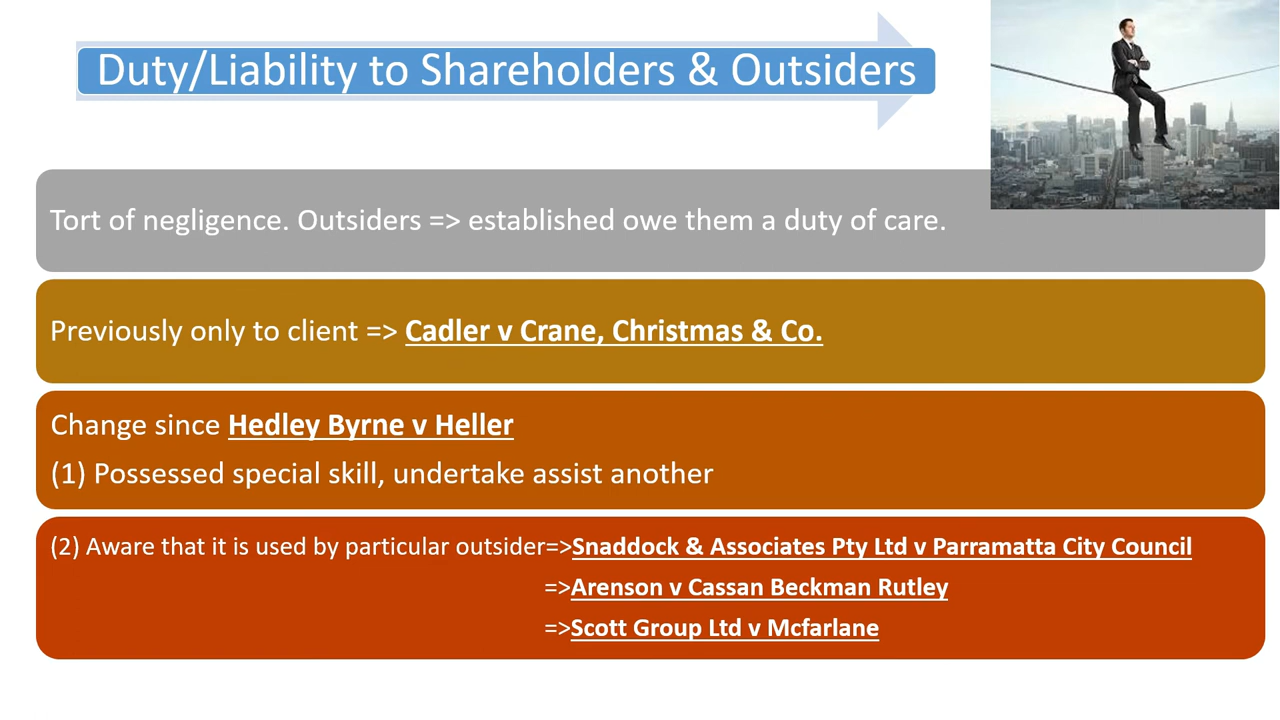 Duty/Liability to Shareholders & Outsiders
Tort of negligence. Outsiders => established owe them a duty of care.
Previously only to client => Cadler v Crane, Christmas & Co.
Change since Hedley Byrne v Heller
(1) Possessed special skill, undertake assist another
(2) Aware that it is used by particular outsider=>Snaddock & Associates Pty Ltd v Parramatta City Council
=>Arenson v Cassan Beckman Rutley
=>Scott Group Ltd v Mcfarlane